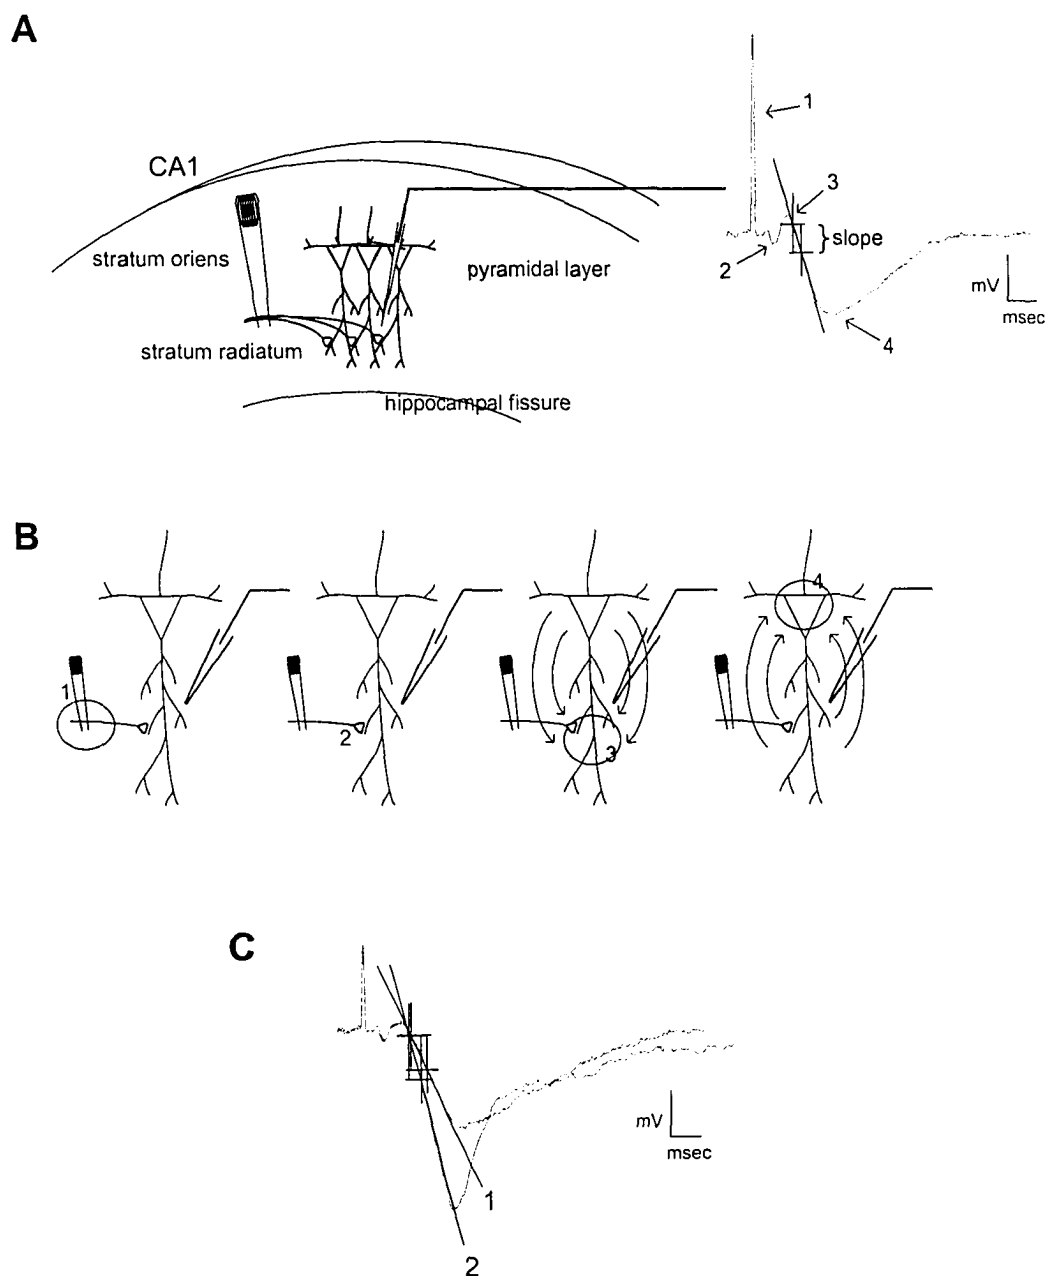 A
1
CA1
3
stratum oriens
pyramidal layer
slope
2
mV
msec
4
stratum radiatum
hippocampal fissure
B
4
1
2
3
C
mV
msec
1
2